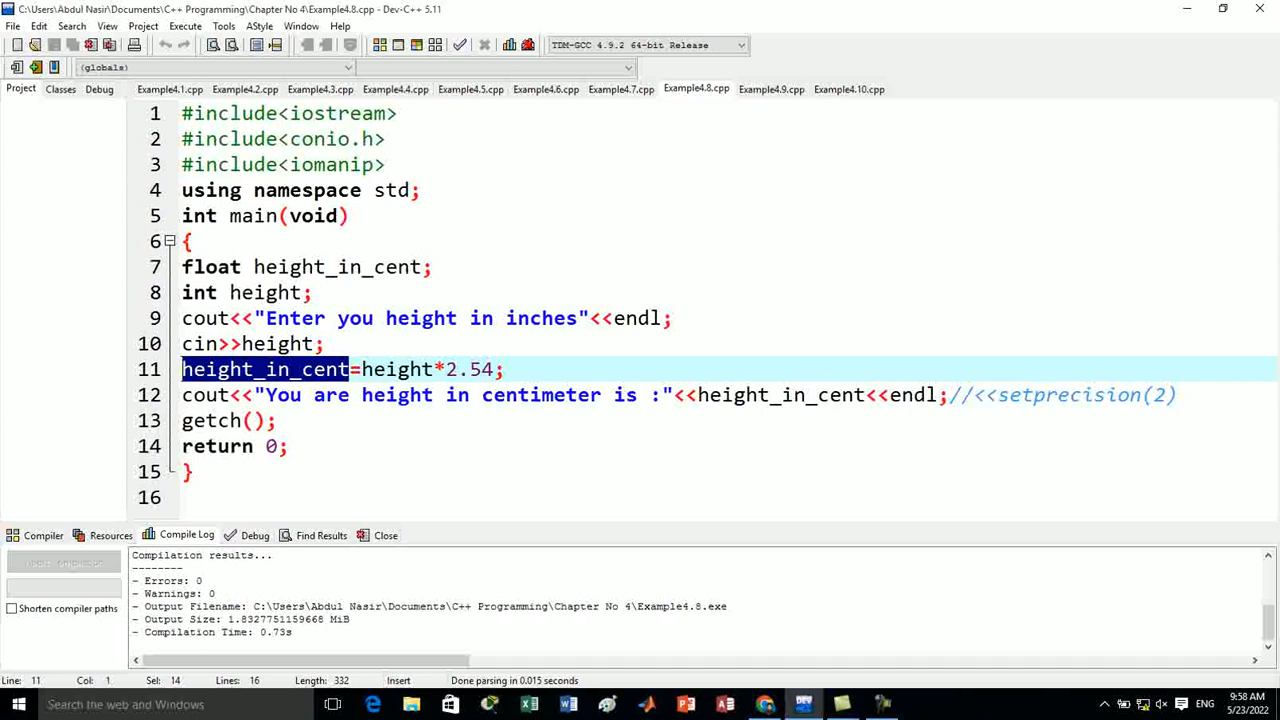 C:\Users\Abdul Nasir\Documents\C++ Programming\Chapter No 4\Example4.8.cpp - Dev-C++ 5.11
File Edit Search View Project Execute Tools AStyle Window Help
TDM-GCC 4.9.2 64-bit Release
(globals)
Project Classes Debug Example4.1.cpp Example4.2.cpp Example4.3.cpp Example4.4.cpp Example4.5.cpp Example4.6.cpp Example4.7.cpp Example4.8.cpp Example4.9.cpp Example4.10.cpp
1 #include<iostream>
2 #include<conio.h>
3 #include<iomanip>
4 using namespace std;
5 int main(void)
6 {
7 float height_in_cent;
8 int height;
9 cout<<"Enter you height in inches"<<endl;
10 cin>>height;
11 height_in_cent=height*2.54;
12 cout<<"You are height in centimeter is :"<<height_in_cent<<endl;//<<setprecision(2)
13 getch();
14 return 0;
15 }
16
Compiler Resources Compile Log Debug Find Results Close
Compilation results...
--------
- Errors: 0
- Warnings: 0
- Output Filename: C:\Users\Abdul Nasir\Documents\C++ Programming\Chapter No 4\Example4.8.exe
- Output Size: 1.8327751159668 MiB
- Compilation Time: 0.73s
Shorten compiler paths
Line: 11 Col: 1 Sel: 14 Lines: 16 Length: 332 Insert Done parsing in 0.015 seconds
Search the web and Windows
ENG
9:58 AM
5/23/2022